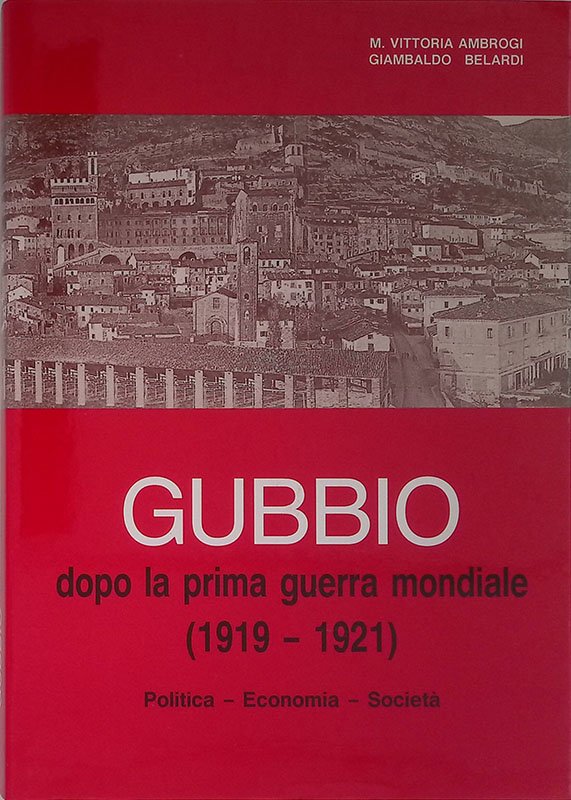 M. VITTORIA AMBROGI
GIAMBALDO BELARDI
GUBBIO
dopo la prima guerra mondiale
(1919 – 1921)
Politica – Economia – Società